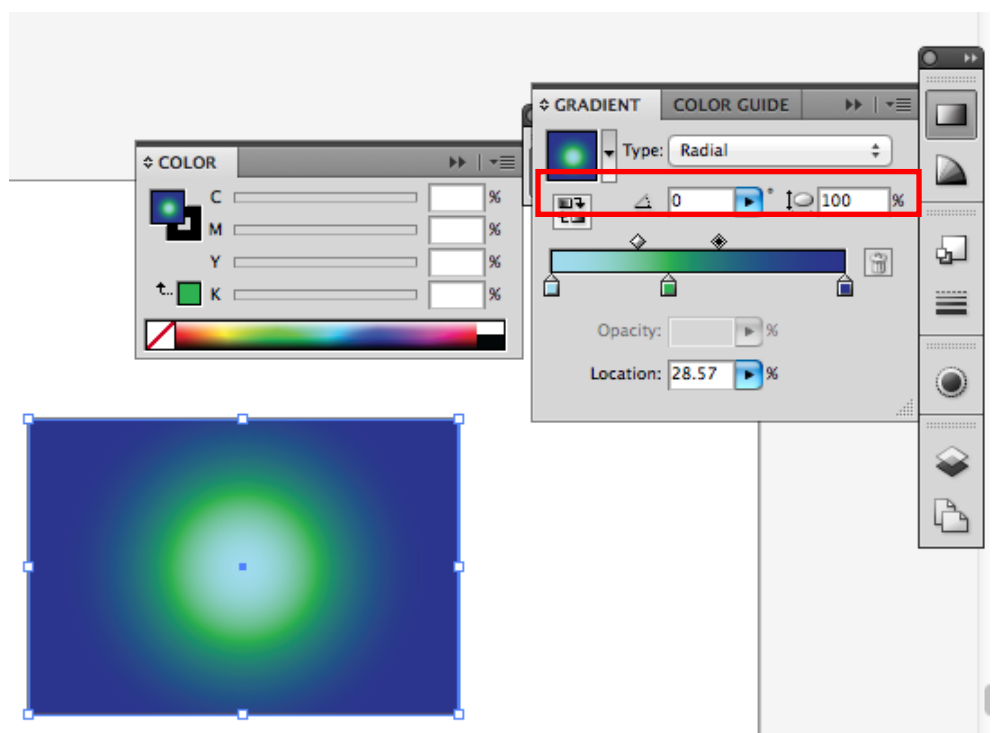 GRADIENT COLOR GUIDE
Type: Radial
0 ° 100 %
Opacity: %
Location: 28.57 %
COLOR
C %
M %
Y %
K %